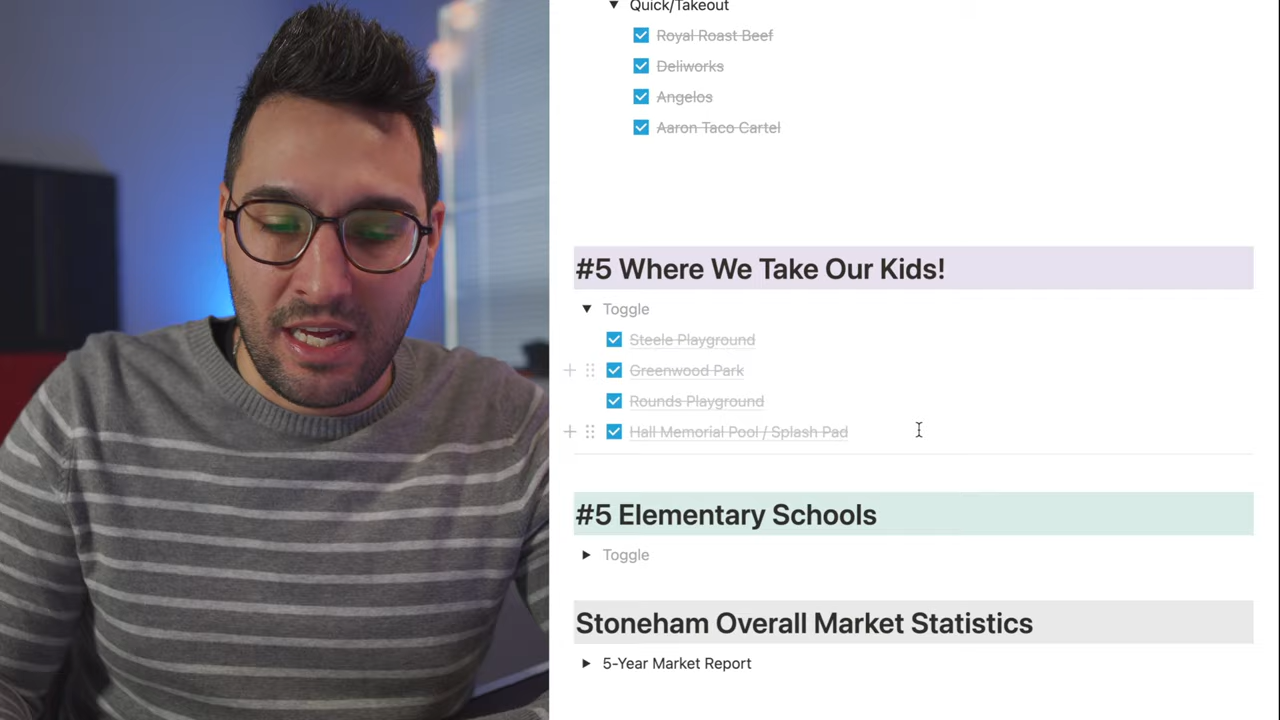 Quick/Takeout
Royal Roast Beef
Deliworks
Angelos
Aaron Taco Cartel
#5 Where We Take Our Kids!
Toggle
Steele Playground
Greenwood Park
Rounds Playground
Hall Memorial Pool / Splash Pad
#5 Elementary Schools
Toggle
Stoneham Overall Market Statistics
5-Year Market Report